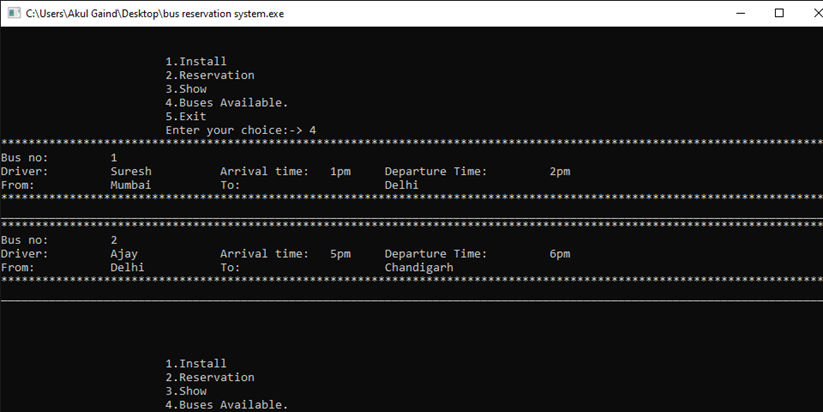 C:\Users\Akul Gaind\Desktop\bus reservation system.exe
1.Install
2.Reservation
3.Show
4.Buses Available.
5.Exit
Enter your choice:-> 4
************************************************************************************************************************
Bus no: 1
Driver: Suresh Arrival time: 1pm Departure Time: 2pm
From: Mumbai To: Delhi
************************************************************************************************************************
________________________________________________________________________________________________________________________
************************************************************************************************************************
Bus no: 2
Driver: Ajay Arrival time: 5pm Departure Time: 6pm
From: Delhi To: Chandigarh
************************************************************************************************************************
________________________________________________________________________________________________________________________
1.Install
2.Reservation
3.Show
4.Buses Available.